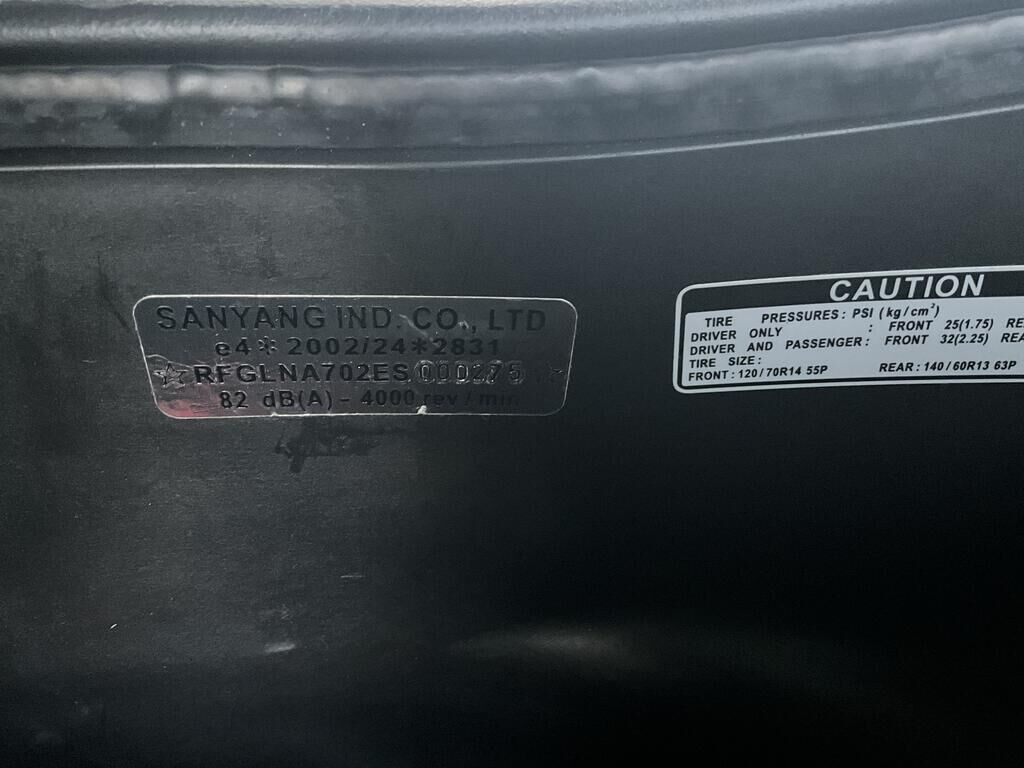 SANYANG IND. CO., LTD
e4*2002/24*2831
☆RFGLNA702ES000275☆
82 dB(A) - 4000 rev / min
CAUTION
TIRE PRESSURES: PSI (kg/cm²)
DRIVER ONLY : FRONT 25(1.75)
DRIVER AND PASSENGER: FRONT 32(2.25)
TIRE SIZE:
FRONT: 120/70R14 55P REAR: 140/60R13 63P